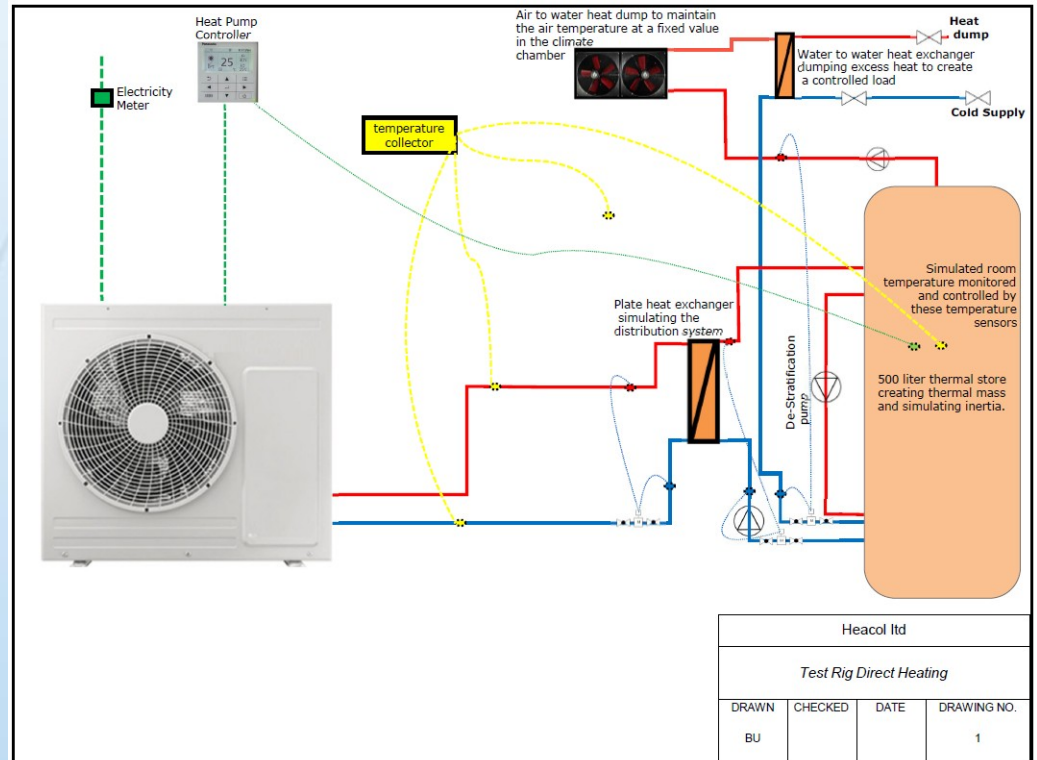 Heat Pump
Controller
25
Electricity
Meter
temperature
collector
Air to water heat dump to maintain
the air temperature at a fixed value
in the climate
chamber
Heat
dump
Water to water heat exchanger
dumping excess heat to create
a controlled load
Cold Supply
Plate heat exchanger
simulating the
distribution system
De-Stratification
pump
Simulated room
temperature monitored
and controlled by
these temperature
sensors
500 liter thermal store
creating thermal mass
and simulating inertia.
Heacol ltd
Test Rig Direct Heating
DRAWN CHECKED DATE DRAWING NO.
BU 1